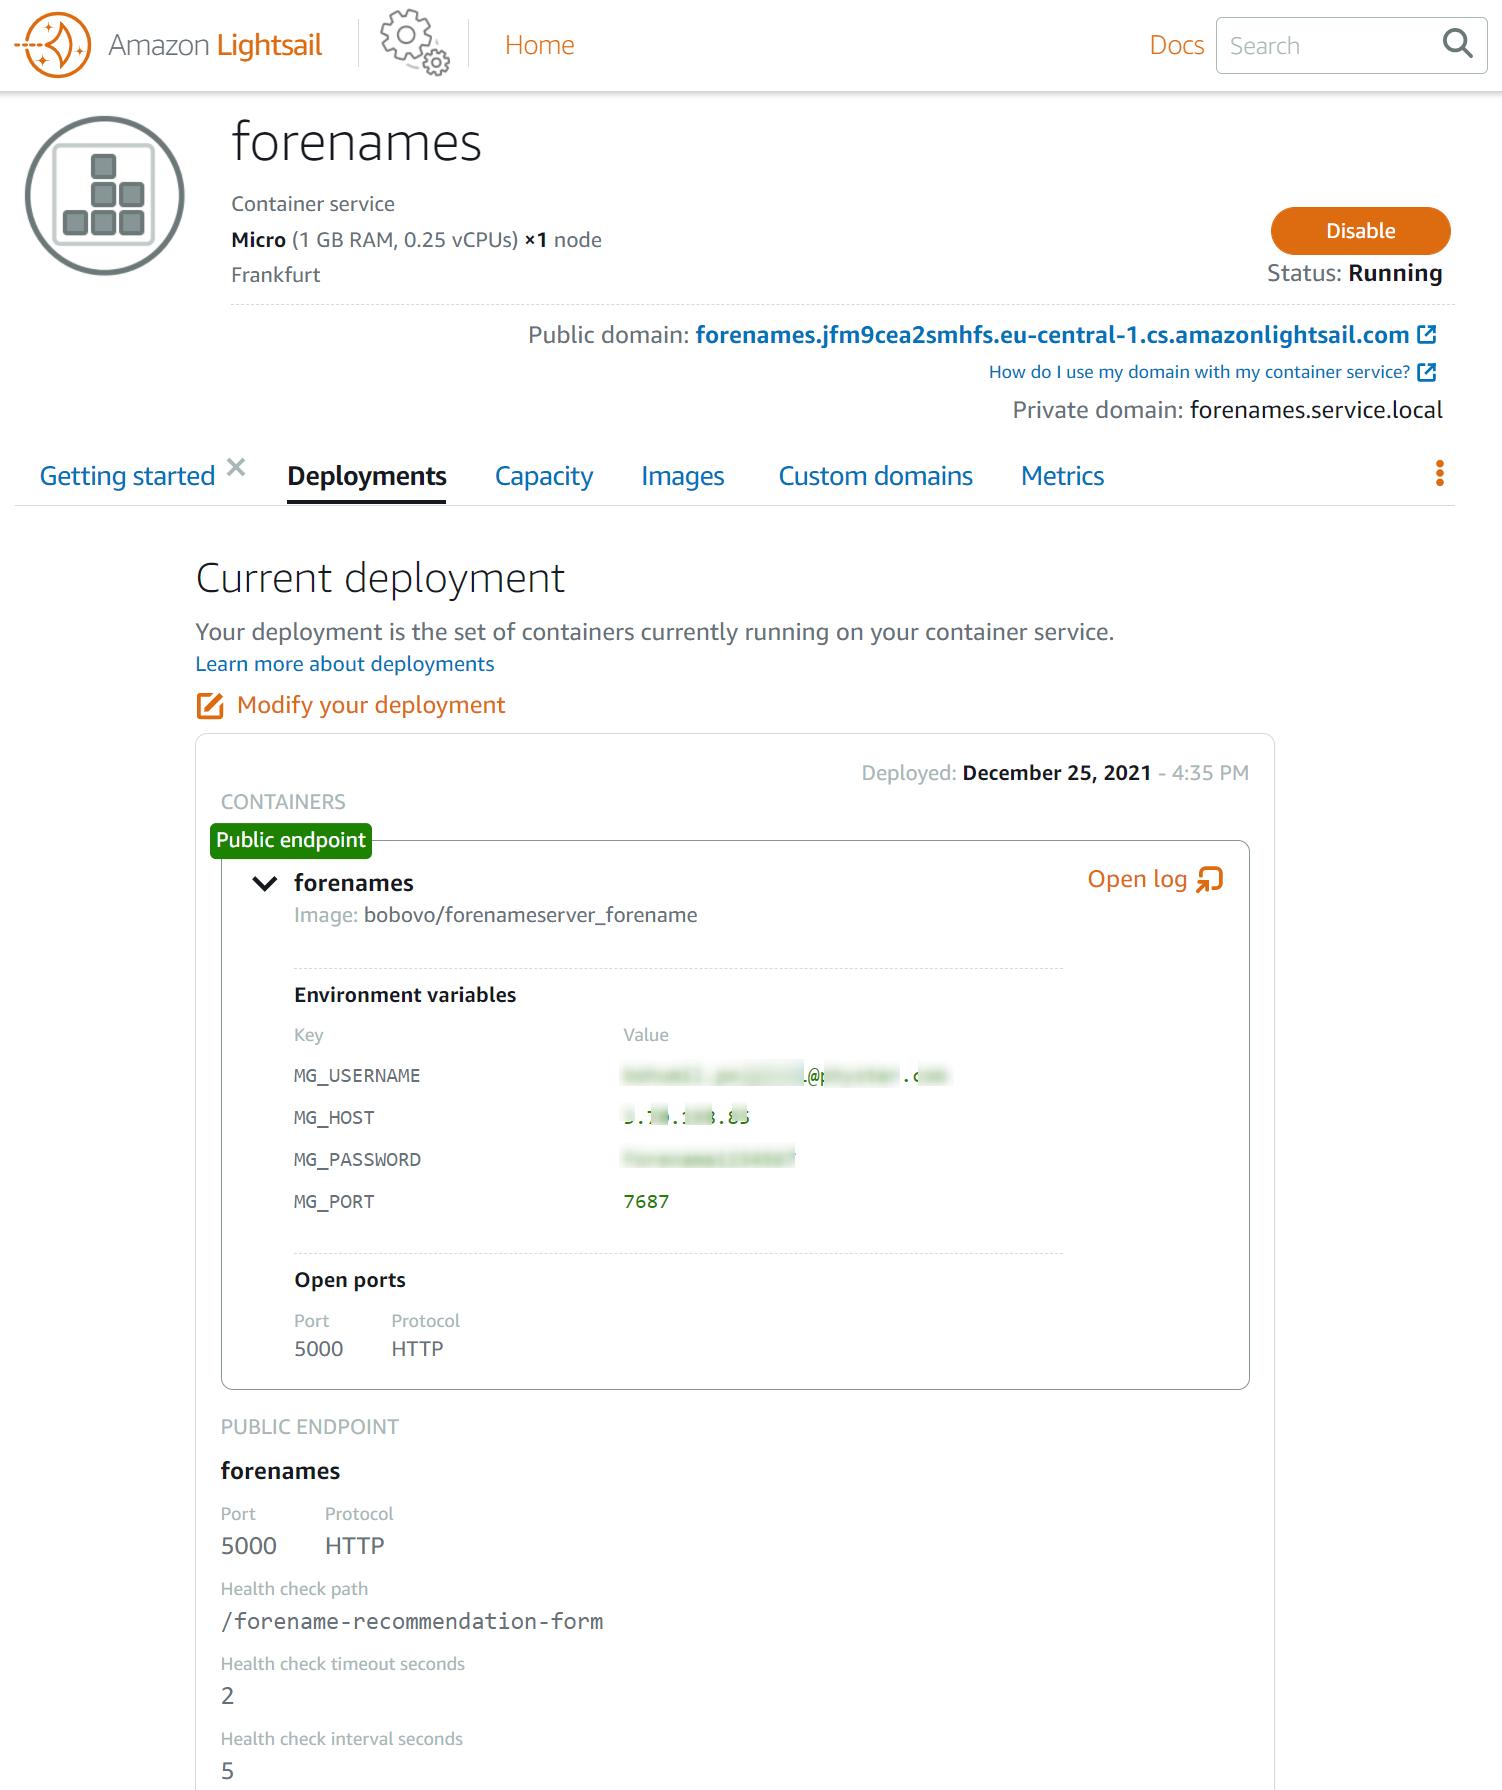 Amazon Lightsail
Home
Docs
Search
forenames
Container service
Micro (1 GB RAM, 0.25 vCPUs) ×1 node
Frankfurt
Disable
Status: Running
Public domain: forenames.jfm9cea2smhfs.eu-central-1.cs.amazonlightsail.com
How do I use my domain with my container service?
Private domain: forenames.service.local
Getting started
Deployments
Capacity
Images
Custom domains
Metrics
Current deployment
Your deployment is the set of containers currently running on your container service.
Learn more about deployments
Modify your deployment
Deployed: December 25, 2021 - 4:35 PM
CONTAINERS
Public endpoint
forenames
Open log
Image: bobovo/forenameserver_forename
Environment variables
Key Value
MG_USERNAME
MG_HOST
MG_PASSWORD
MG_PORT 7687
Open ports
Port Protocol
5000 HTTP
PUBLIC ENDPOINT
forenames
Port Protocol
5000 HTTP
Health check path
/forename-recommendation-form
Health check timeout seconds
2
Health check interval seconds
5